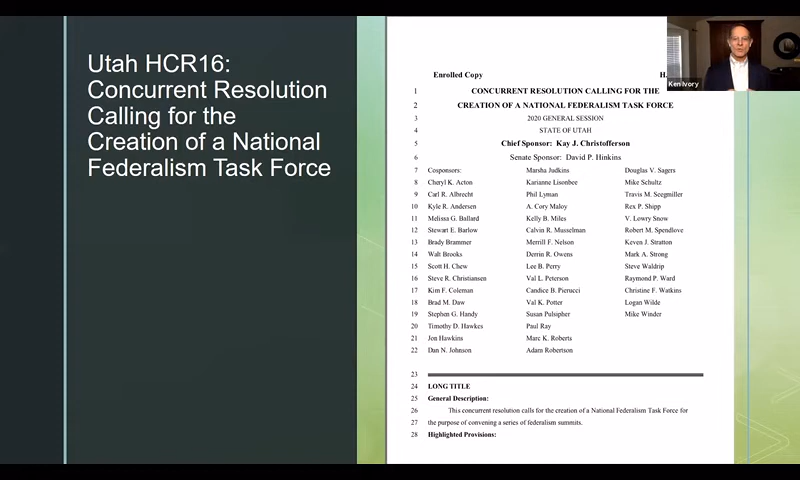 Utah HCR16:
Concurrent Resolution
Calling for the
Creation of a National
Federalism Task Force
Enrolled Copy H.
Ken Ivory
1 CONCURRENT RESOLUTION CALLING FOR THE
2 CREATION OF A NATIONAL FEDERALISM TASK FORCE
3 2020 GENERAL SESSION
4 STATE OF UTAH
5 Chief Sponsor: Kay J. Christofferson
6 Senate Sponsor: David P. Hinkins
7 Cosponsors: Marsha Judkins Douglas V. Sagers
8 Cheryl K. Acton Karianne Lisonbee Mike Schultz
9 Carl R. Albrecht Phil Lyman Travis M. Seegmiller
10 Kyle R. Andersen A. Cory Maloy Rex P. Shipp
11 Melissa G. Ballard Kelly B. Miles V. Lowry Snow
12 Stewart E. Barlow Calvin R. Musselman Robert M. Spendlove
13 Brady Brammer Merrill F. Nelson Keven J. Stratton
14 Walt Brooks Derrin R. Owens Mark A. Strong
15 Scott H. Chew Lee B. Perry Steve Waldrip
16 Steve R. Christiansen Val L. Peterson Raymond P. Ward
17 Kim F. Coleman Candice B. Pierucci Christine F. Watkins
18 Brad M. Daw Val K. Potter Logan Wilde
19 Stephen G. Handy Susan Pulsipher Mike Winder
20 Timothy D. Hawkes Paul Ray
21 Jon Hawkins Marc K. Roberts
22 Dan N. Johnson Adam Robertson
23
24 LONG TITLE
25 General Description:
26 This concurrent resolution calls for the creation of a National Federalism Task Force for
27 the purpose of convening a series of federalism summits.
28 Highlighted Provisions: